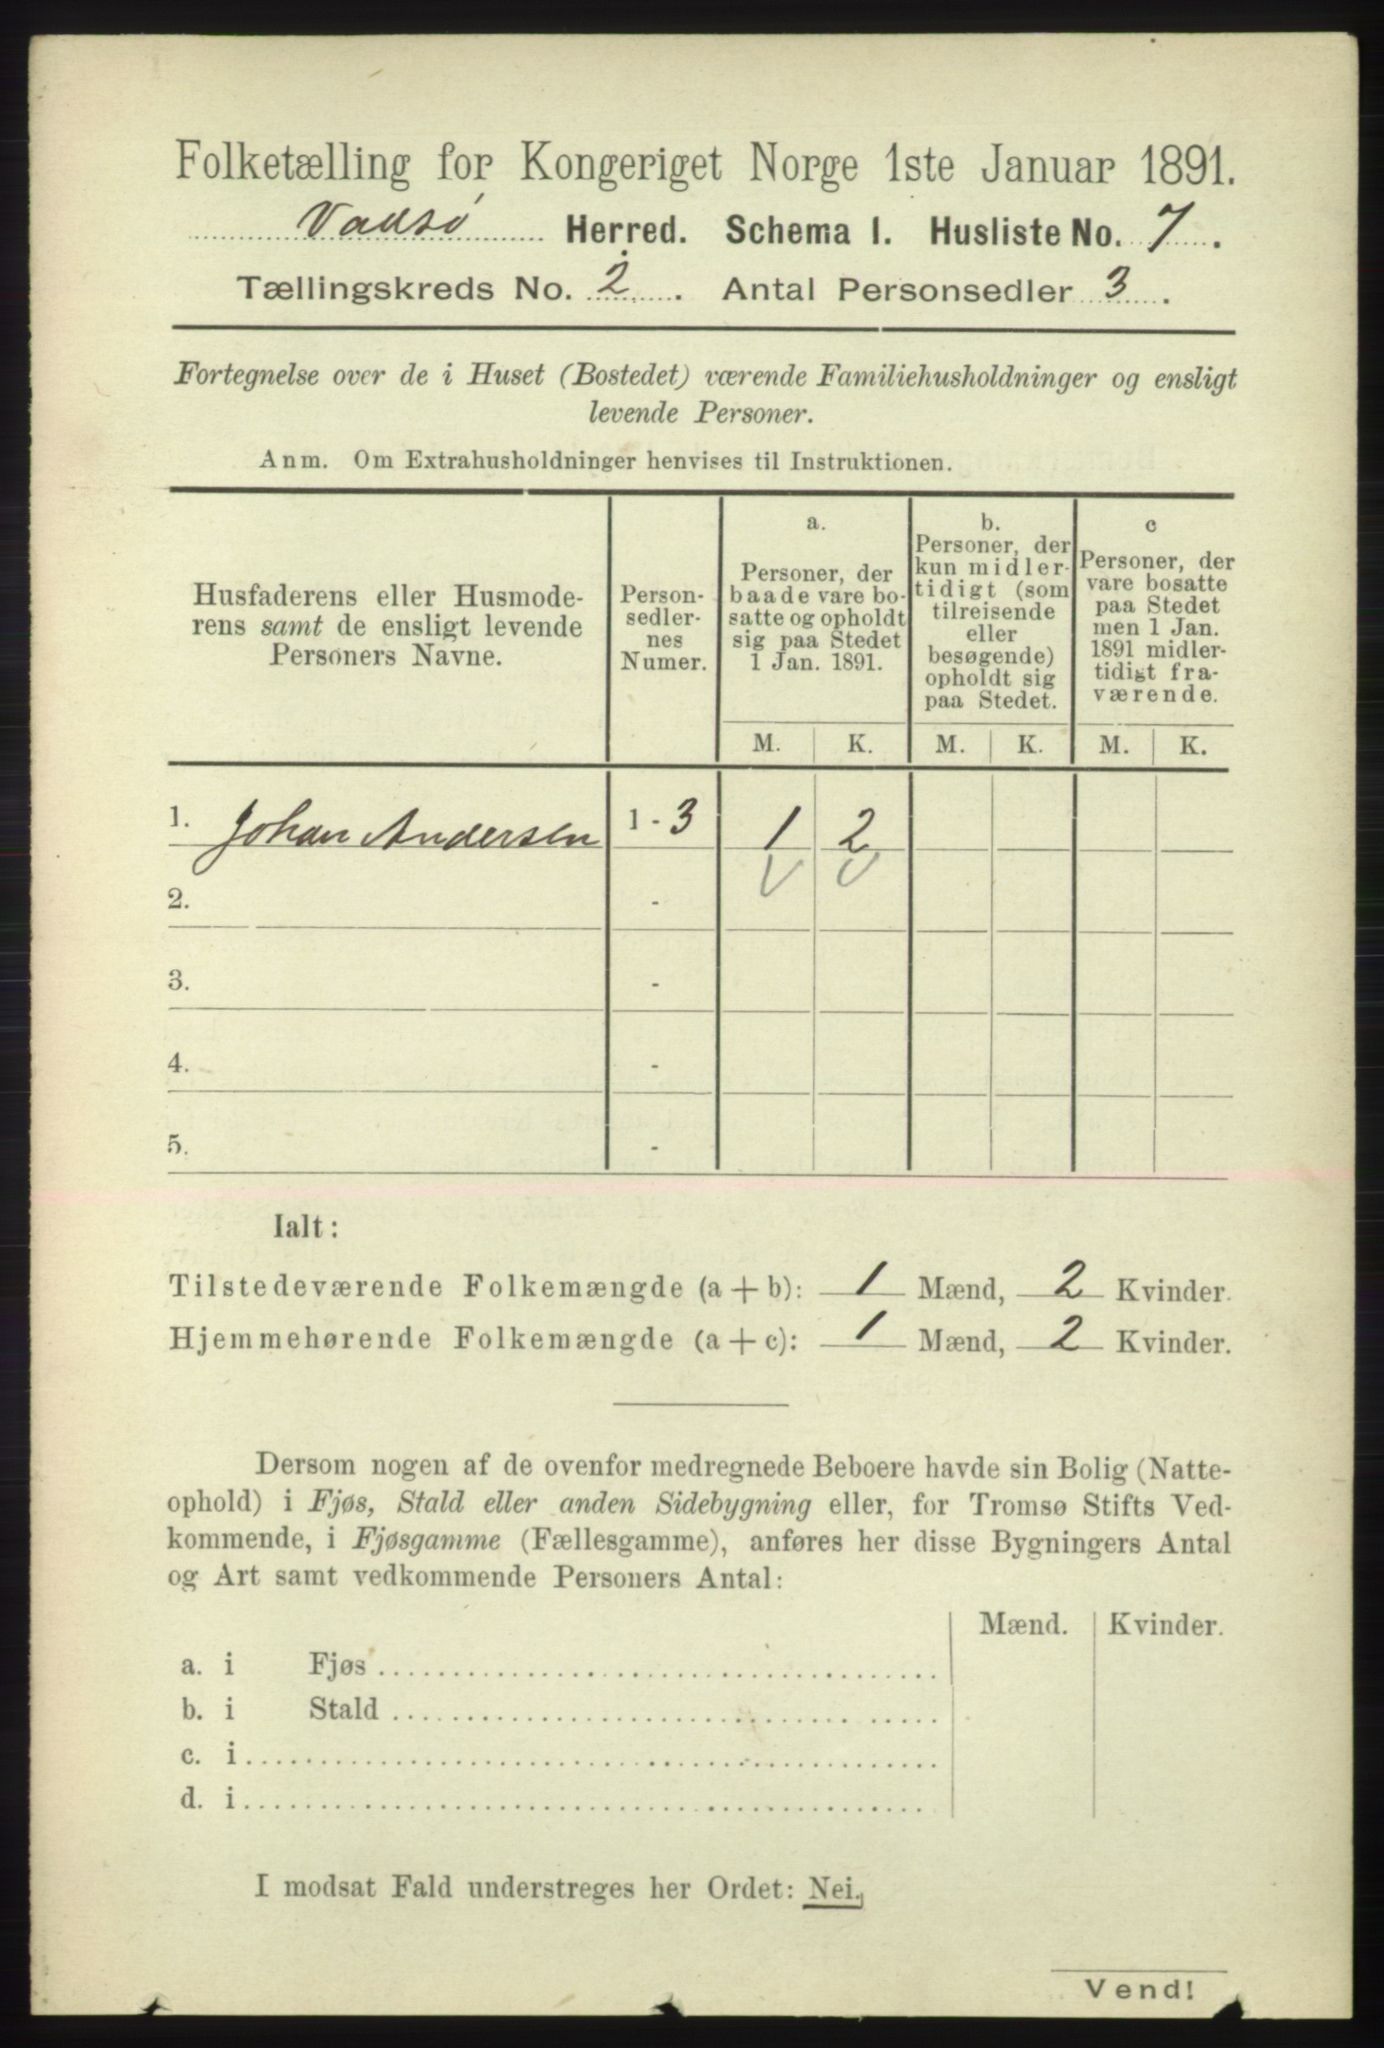 Folketælling for Kongeriget Norge 1ste Januar 1891.
Vadsø Herred. Schema I. Husliste No. 7.
Tællingskreds No. 2. Antal Personsedler 3.
Fortegnelse over de i Huset (Bostedet) værende Familiehusholdninger og ensligt
levende Personer.
Anm. Om Extrahusholdninger henvises til Instruktionen.
Husfaderens eller Husmode-
rens samt de ensligt levende
Personers Navne.
Person-
sedler-
nes
Numer.
a.
Personer, der
baade vare bo-
satte og opholdt
sig paa Stedet
1 Jan. 1891.
b.
Personer, der
kun midler-
tidigt (som
tilreisende
eller
besøgende)
opholdt sig
paa Stedet.
c
Personer, der
vare bosatte
paa Stedet
men 1 Jan.
1891 midler-
tidigt fra-
værende.
M. K. M. K. M. K.
1. Johan Andersen 1 - 3 1 2
2. -
3. -
4. -
5. -
Ialt:
Tilstedeværende Folkemængde (a + b): 1 Mænd, 2 Kvinder.
Hjemmehørende Folkemængde (a + c): 1 Mænd, 2 Kvinder.
Dersom nogen af de ovenfor medregnede Beboere havde sin Bolig (Natte-
ophold) i Fjøs, Stald eller anden Sidebygning eller, for Tromsø Stifts Ved-
kommende, i Fjøsgamme (Fællesgamme), anføres her disse Bygningers Antal
og Art samt vedkommende Personers Antal:
Mænd. Kvinder.
a. i Fjøs
b. i Stald
c. i
d. i
I modsat Fald understreges her Ordet: Nei.
Vend!